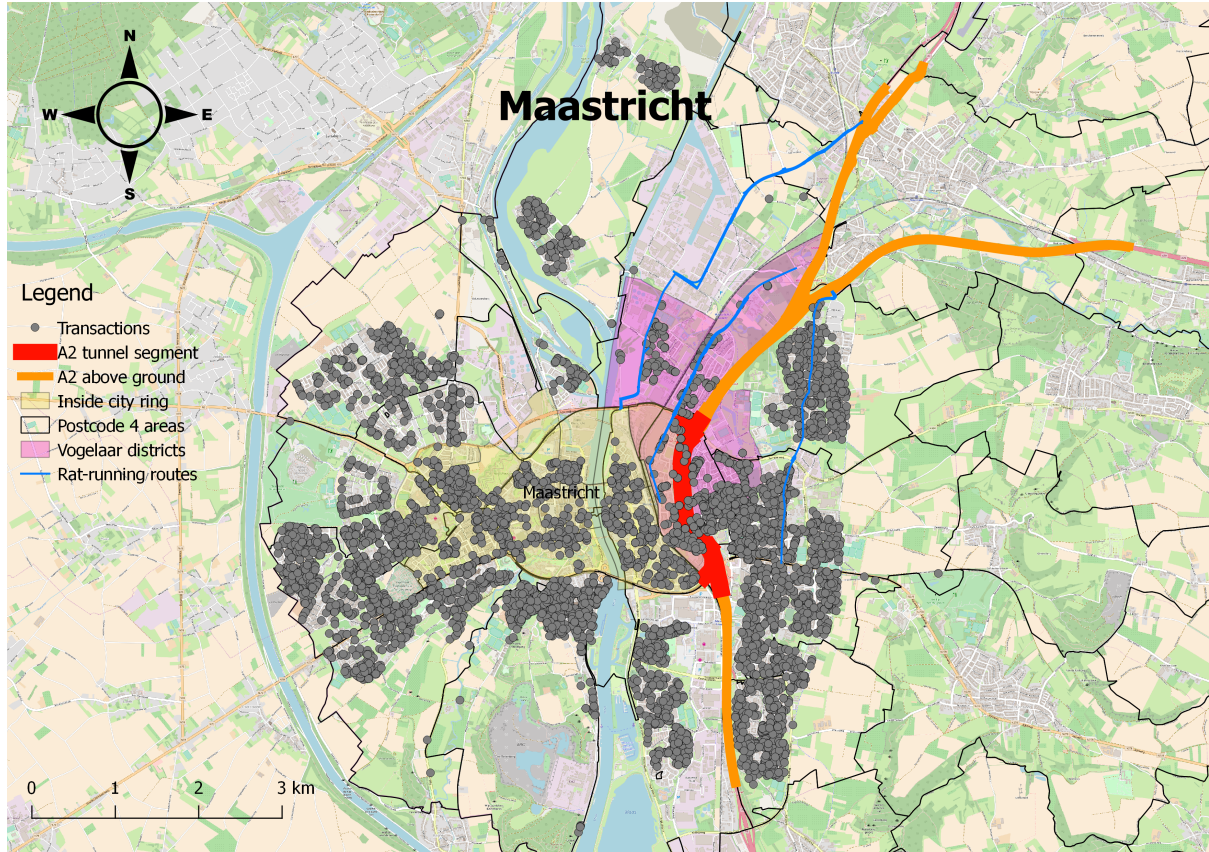 Maastricht
N
W
E
S
Legend
Transactions
A2 tunnel segment
A2 above ground
Inside city ring
Postcode 4 areas
Vogelaar districts
Rat-running routes
Maastricht
0 1 2 3 km